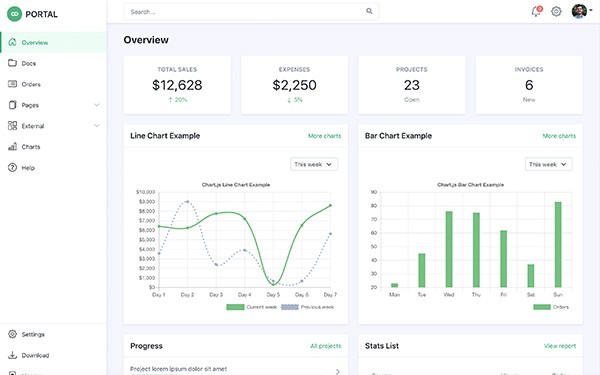 PORTAL
Search ...
Overview
Docs
Orders
Pages
External
Charts
Help
Settings
Download
Overview
TOTAL SALES
$12,628
↑ 20%
EXPENSES
$2,250
↓ 5%
PROJECTS
23
Open
INVOICES
6
New
Line Chart Example
More charts
This week
Chart.js Line Chart Example
$10,000
$9,000
$8,000
$7,000
$6,000
$5,000
$4,000
$3,000
$2,000
$1,000
$0
Day 1 Day 2 Day 3 Day 4 Day 5 Day 6 Day 7
Current week Previous week
Bar Chart Example
More charts
This week
Chart.js Bar Chart Example
90
80
70
60
50
40
30
20
Mon Tue Wed Thu Fri Sat Sun
Orders
Progress
All projects
Project lorem ipsum dolor sit amet
Stats List
View report